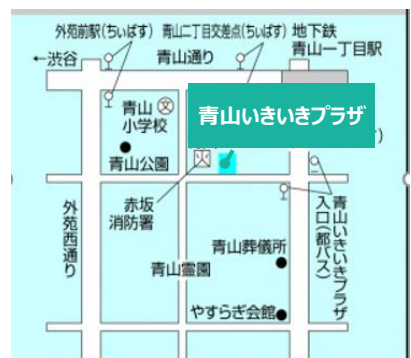 外苑前駅(ちぃばす)
青山二丁目交差点(ちぃばす)
地下鉄
青山一丁目駅
←渋谷
青山通り
青山
小学校
文
青山いきいきプラザ
青山公園
赤坂
消防署
外苑西通り
青山葬儀所
青山霊園
やすらぎ会館
青山いきいきプラザ
入口(都バス)